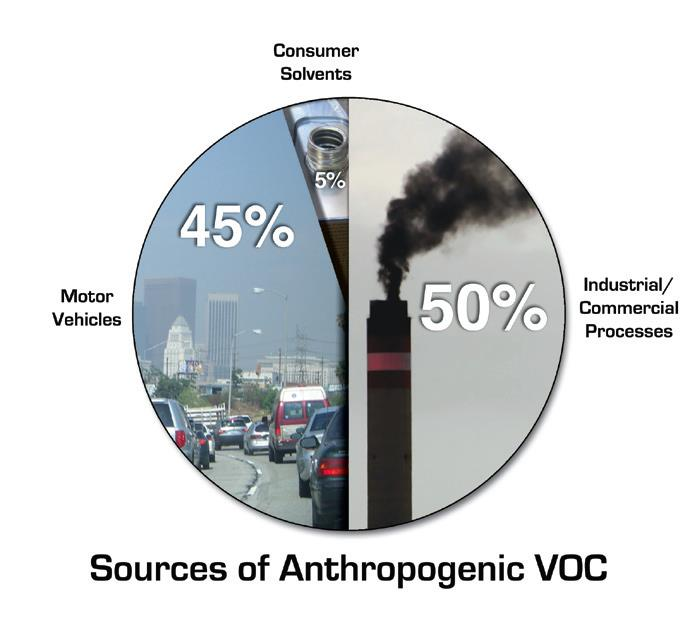 Consumer
Solvents
5%
45%
50%
Motor
Vehicles
Industrial/
Commercial
Processes
Sources of Anthropogenic VOC